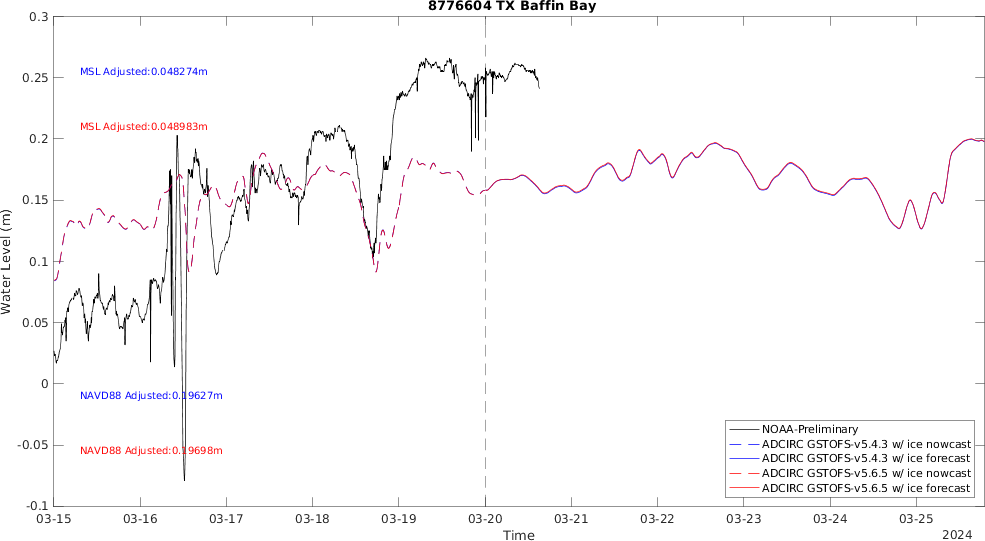 8776604 TX Baffin Bay
0.3
0.25
0.2
0.15
0.1
0.05
0
-0.05
-0.1
Water Level (m)
MSL Adjusted:0.048274m
MSL Adjusted:0.048983m
NAVD88 Adjusted:0.19627m
NAVD88 Adjusted:0.19698m
NOAA-Preliminary
ADCIRC GSTOFS-v5.4.3 w/ ice nowcast
ADCIRC GSTOFS-v5.4.3 w/ ice forecast
ADCIRC GSTOFS-v5.6.5 w/ ice nowcast
ADCIRC GSTOFS-v5.6.5 w/ ice forecast
03-15 03-16 03-17 03-18 03-19 03-20 03-21 03-22 03-23 03-24 03-25
Time
2024